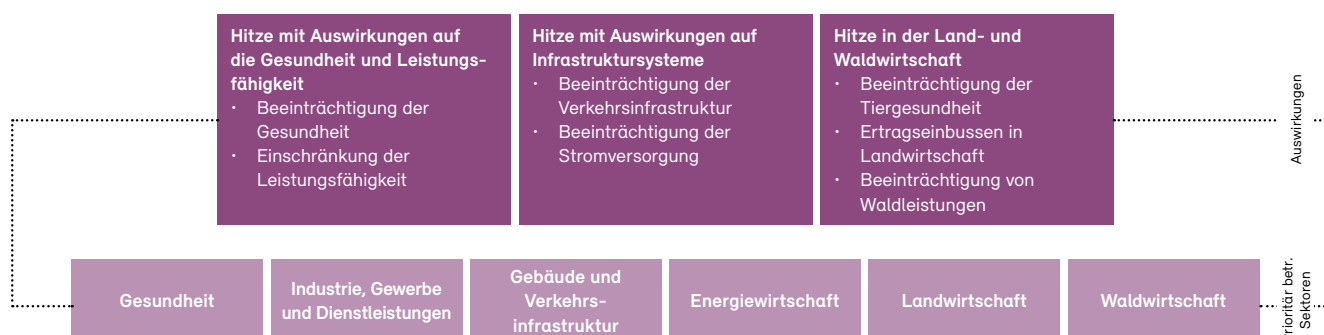 Hitze mit Auswirkungen auf
die Gesundheit und Leistungs-
fähigkeit
· Beeinträchtigung der
Gesundheit
· Einschränkung der
Leistungsfähigkeit
Hitze mit Auswirkungen auf
Infrastruktursysteme
· Beeinträchtigung der
Verkehrsinfrastruktur
· Beeinträchtigung der
Stromversorgung
Hitze in der Land- und
Waldwirtschaft
· Beeinträchtigung der
Tiergesundheit
· Ertragseinbussen in
Landwirtschaft
· Beeinträchtigung von
Waldleistungen
Auswirkungen
Gesundheit
Industrie, Gewerbe
und Dienstleistungen
Gebäude und
Verkehrs-
infrastruktur
Energiewirtschaft
Landwirtschaft
Waldwirtschaft
rioritär betr.
Sektoren